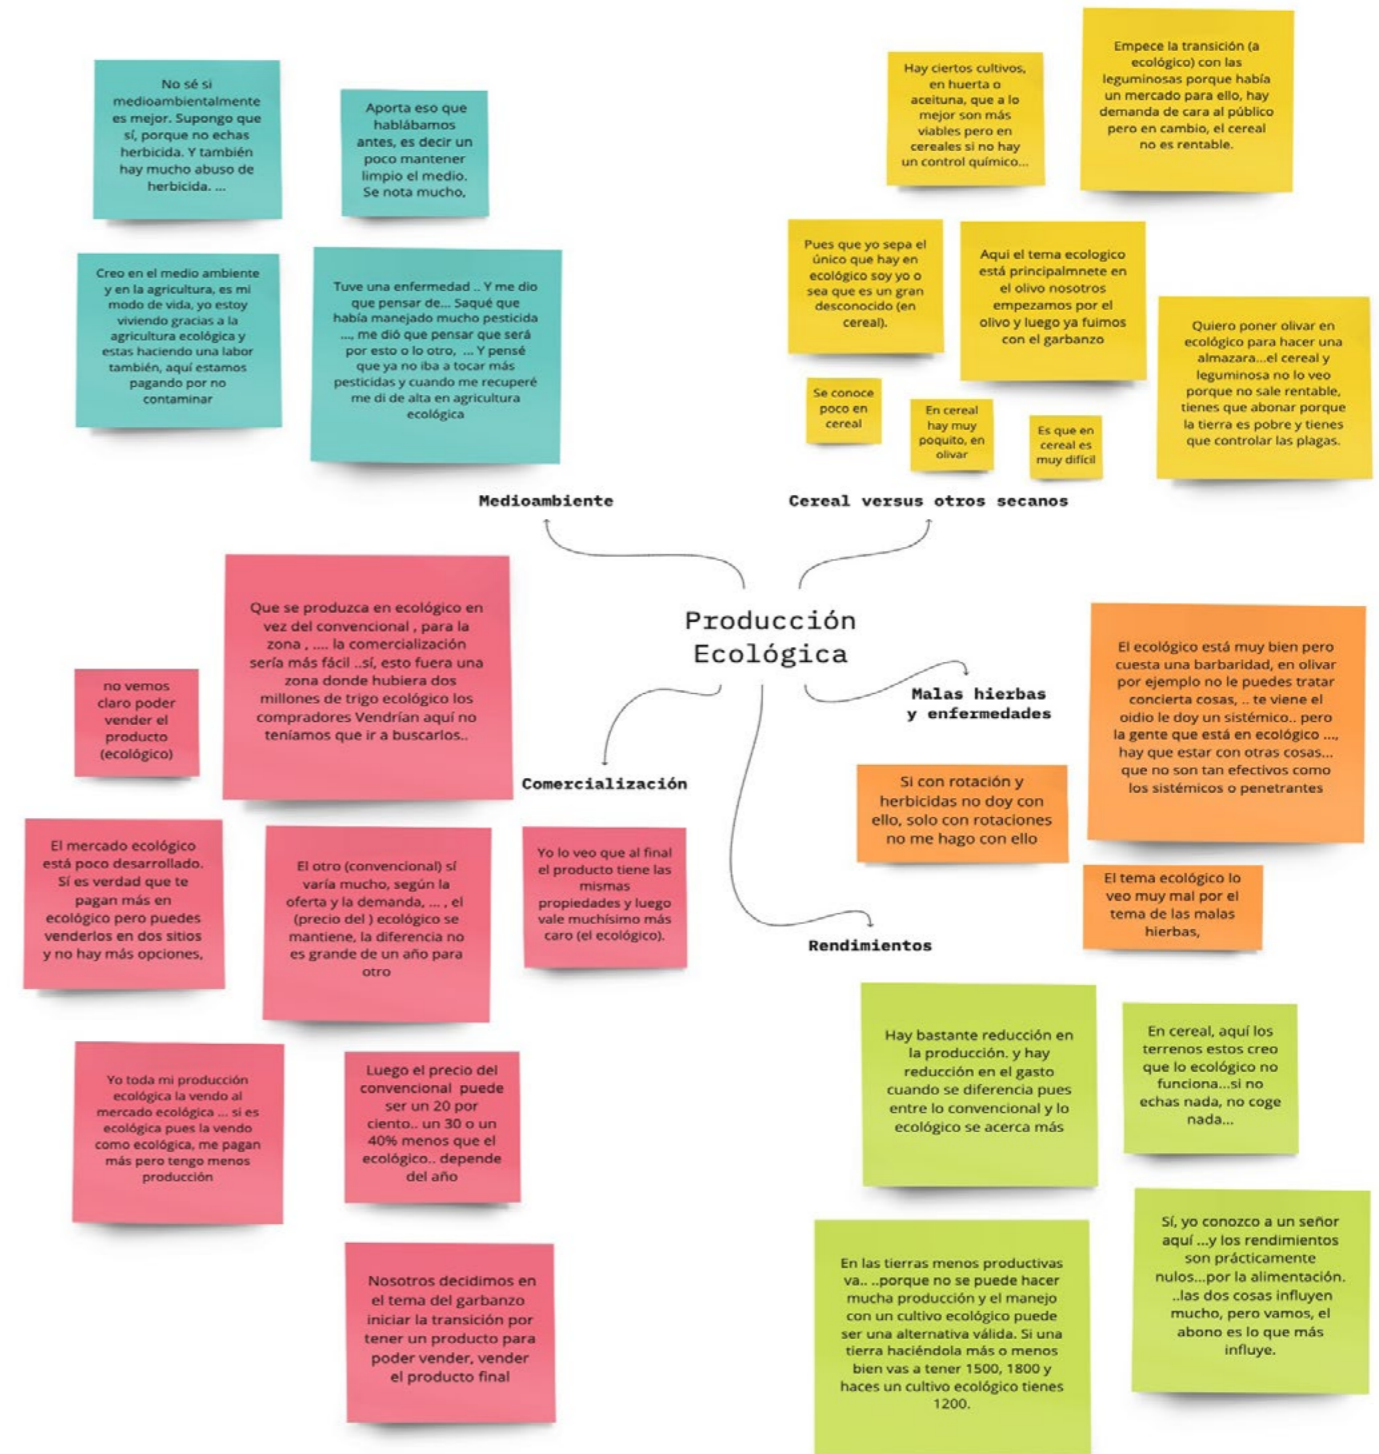 No sé si
medioambientalmente
es mejor. Supongo que
sí, porque no echas
herbicida. Y también
hay mucho abuso de
herbicida. ...
Aporta eso que
hablábamos
antes, es decir un
poco mantener
limpio el medio.
Se nota mucho,
Creo en el medio ambiente
y en la agricultura, es mi
modo de vida, yo estoy
viviendo gracias a la
agricultura ecológica y
estas haciendo una labor
también, aquí estamos
pagando por no
contaminar
Tuve una enfermedad .. Y me dio
que pensar de... Saqué que
había manejado mucho pesticida
..., me dió que pensar que será
por esto o lo otro, ... Y pensé
que ya no iba a tocar más
pesticidas y cuando me recuperé
me di de alta en agricultura
ecológica
Medioambiente
Hay ciertos cultivos,
en huerta o
aceituna, que a lo
mejor son más
viables pero en
cereales si no hay
un control químico...
Empece la transición (a
ecológico) con las
leguminosas porque había
un mercado para ello, hay
demanda de cara al público
pero en cambio, el cereal
no es rentable.
Pues que yo sepa el
único que hay en
ecológico soy yo o
sea que es un gran
desconocido (en
cereal).
Aqui el tema ecologico
está principalmnete en
el olivo nosotros
empezamos por el
olivo y luego ya fuimos
con el garbanzo
Quiero poner olivar en
ecológico para hacer una
almazara...el cereal y
leguminosa no lo veo
porque no sale rentable,
tienes que abonar porque
la tierra es pobre y tienes
que controlar las plagas.
Se conoce
poco en
cereal
En cereal
hay muy
poquito, en
olivar
Es que en
cereal es
muy difícil
Cereal versus otros secanos
Producción
Ecológica
Que se produzca en ecológico en
vez del convencional , para la
zona , .... la comercialización
sería más fácil ..sí, esto fuera una
zona donde hubiera dos
millones de trigo ecológico los
compradores Vendrían aquí no
teníamos que ir a buscarlos..
no vemos
claro poder
vender el
producto
(ecológico)
Comercialización
El mercado ecológico
está poco desarrollado.
Sí es verdad que te
pagan más en
ecológico pero puedes
venderlos en dos sitios
y no hay más opciones,
El otro (convencional) sí
varía mucho, según la
oferta y la demanda, ... , el
(precio del ) ecológico se
mantiene, la diferencia no
es grande de un año para
otro
Yo lo veo que al final
el producto tiene las
mismas
propiedades y luego
vale muchísimo más
caro (el ecológico).
Yo toda mi producción
ecológica la vendo al
mercado ecológica ... si es
ecológica pues la vendo
como ecológica, me pagan
más pero tengo menos
producción
Luego el precio del
convencional puede
ser un 20 por
ciento.. un 30 o un
40% menos que el
ecológico.. depende
del año
Nosotros decidimos en
el tema del garbanzo
iniciar la transición por
tener un producto para
poder vender, vender
el producto final
Malas hierbas
y enfermedades
El ecológico está muy bien pero
cuesta una barbaridad, en olivar
por ejemplo no le puedes tratar
concierta cosas, .. te viene el
oidio le doy un sistémico.. pero
la gente que está en ecológico ...,
hay que estar con otras cosas...
que no son tan efectivos como
los sistémicos o penetrantes
Si con rotación y
herbicidas no doy con
ello, solo con rotaciones
no me hago con ello
El tema ecológico lo
veo muy mal por el
tema de las malas
hierbas,
Rendimientos
Hay bastante reducción en
la producción. y hay
reducción en el gasto
cuando se diferencia pues
entre lo convencional y lo
ecológico se acerca más
En cereal, aquí los
terrenos estos creo
que lo ecológico no
funciona...si no
echas nada, no coge
nada...
En las tierras menos productivas
va.. ..porque no se puede hacer
mucha producción y el manejo
con un cultivo ecológico puede
ser una alternativa válida. Si una
tierra haciéndola más o menos
bien vas a tener 1500, 1800 y
haces un cultivo ecológico tienes
1200.
Sí, yo conozco a un señor
aquí ...y los rendimientos
son prácticamente
nulos...por la alimentación.
..las dos cosas influyen
mucho, pero vamos, el
abono es lo que más
influye.